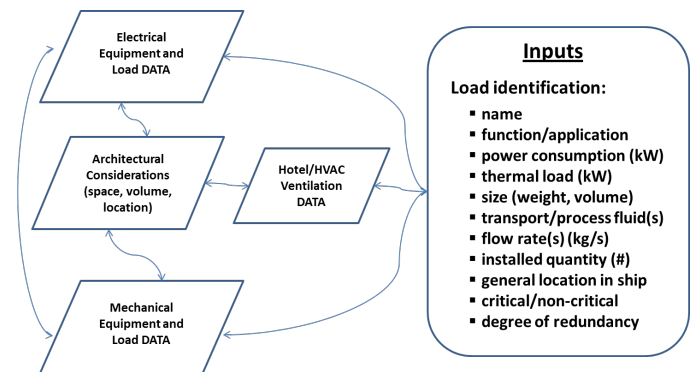 Electrical
Equipment and
Load DATA
Architectural
Considerations
(space, volume,
location)
Hotel/HVAC
Ventilation
DATA
Mechanical
Equipment and
Load DATA
Inputs
Load identification:
▪ name
▪ function/application
▪ power consumption (kW)
▪ thermal load (kW)
▪ size (weight, volume)
▪ transport/process fluid(s)
▪ flow rate(s) (kg/s)
▪ installed quantity (#)
▪ general location in ship
▪ critical/non-critical
▪ degree of redundancy